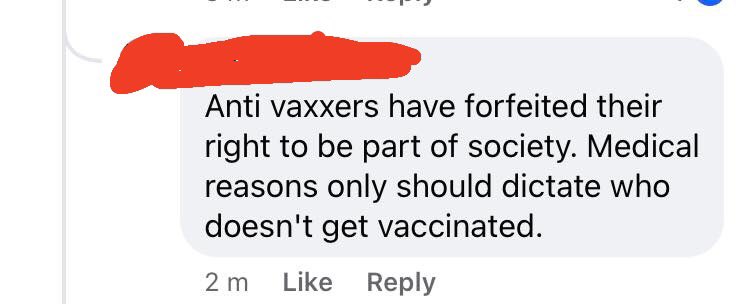 Anti vaxxers have forfeited their
right to be part of society. Medical
reasons only should dictate who
doesn't get vaccinated.
2 m Like Reply